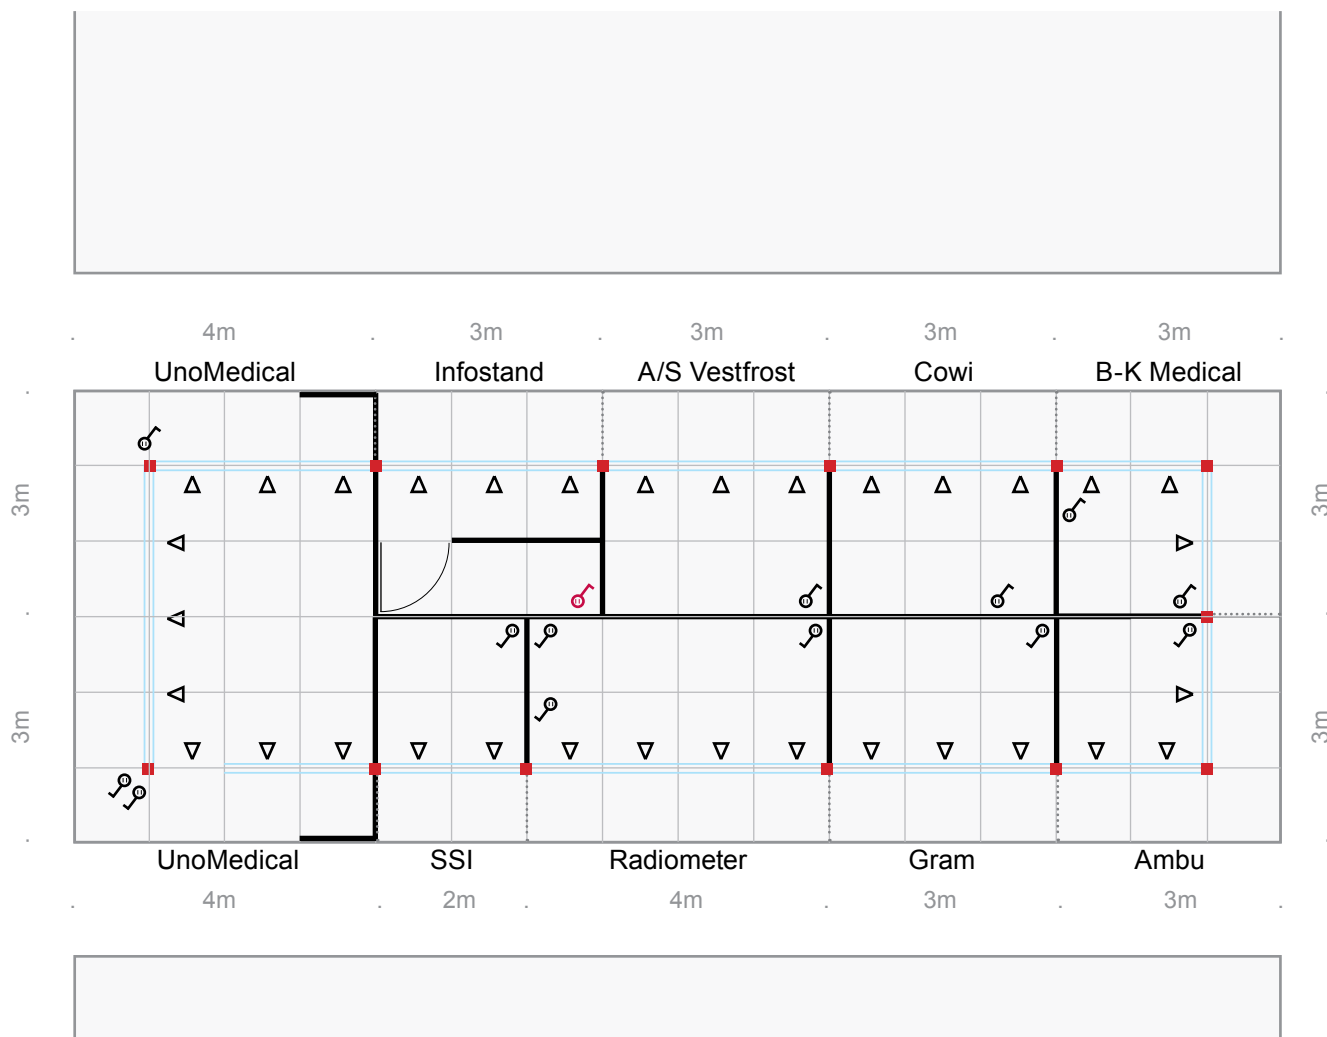 4m 3m 3m 3m 3m
UnoMedical Infostand A/S Vestfrost Cowi B-K Medical
3m 3m
3m 3m
UnoMedical SSI Radiometer Gram Ambu
4m 2m 4m 3m 3m